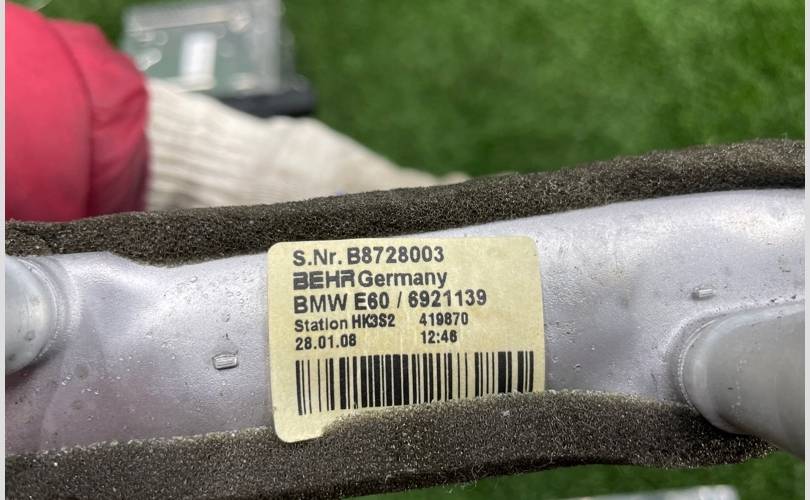 S.Nr. B8728003
BEHR Germany
BMW E60 / 6921139
Station HK3S2 419870
28.01.08 12:46